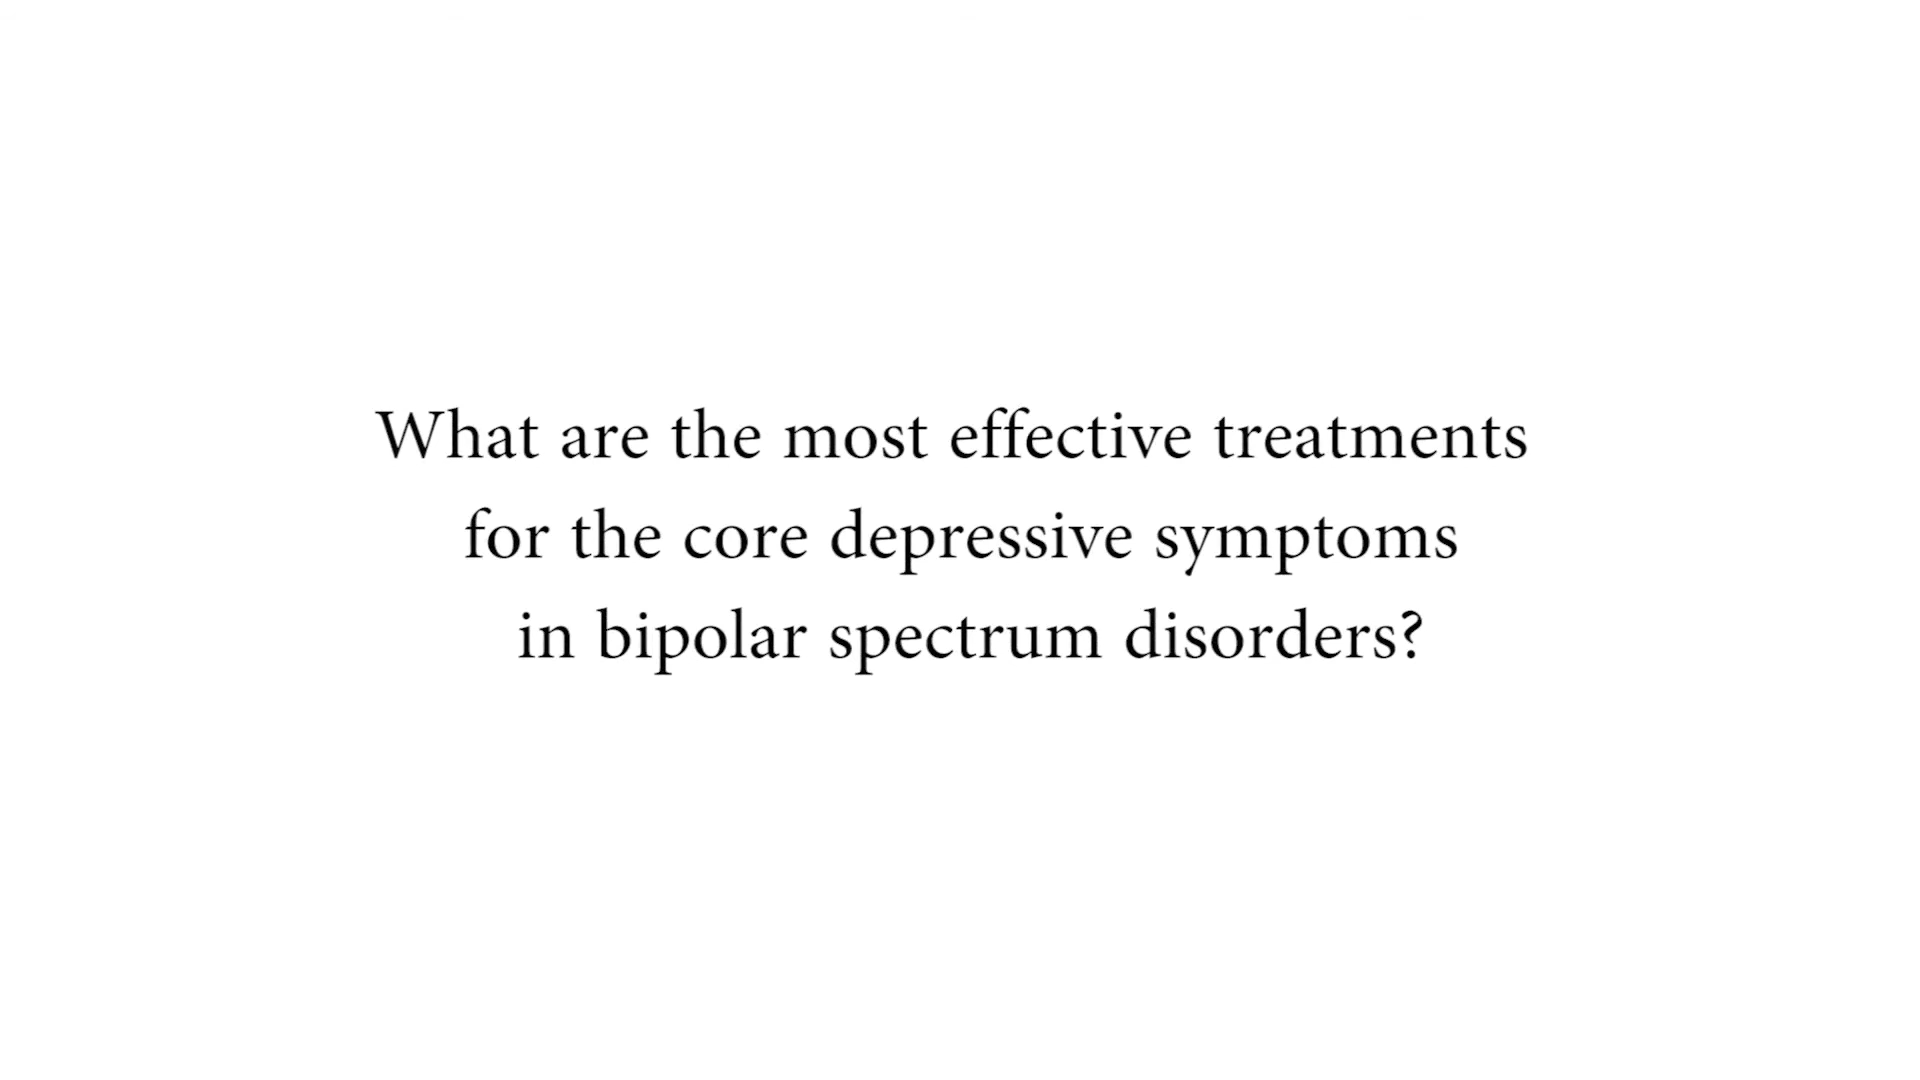 What are the most effective treatments
for the core depressive symptoms
in bipolar spectrum disorders?